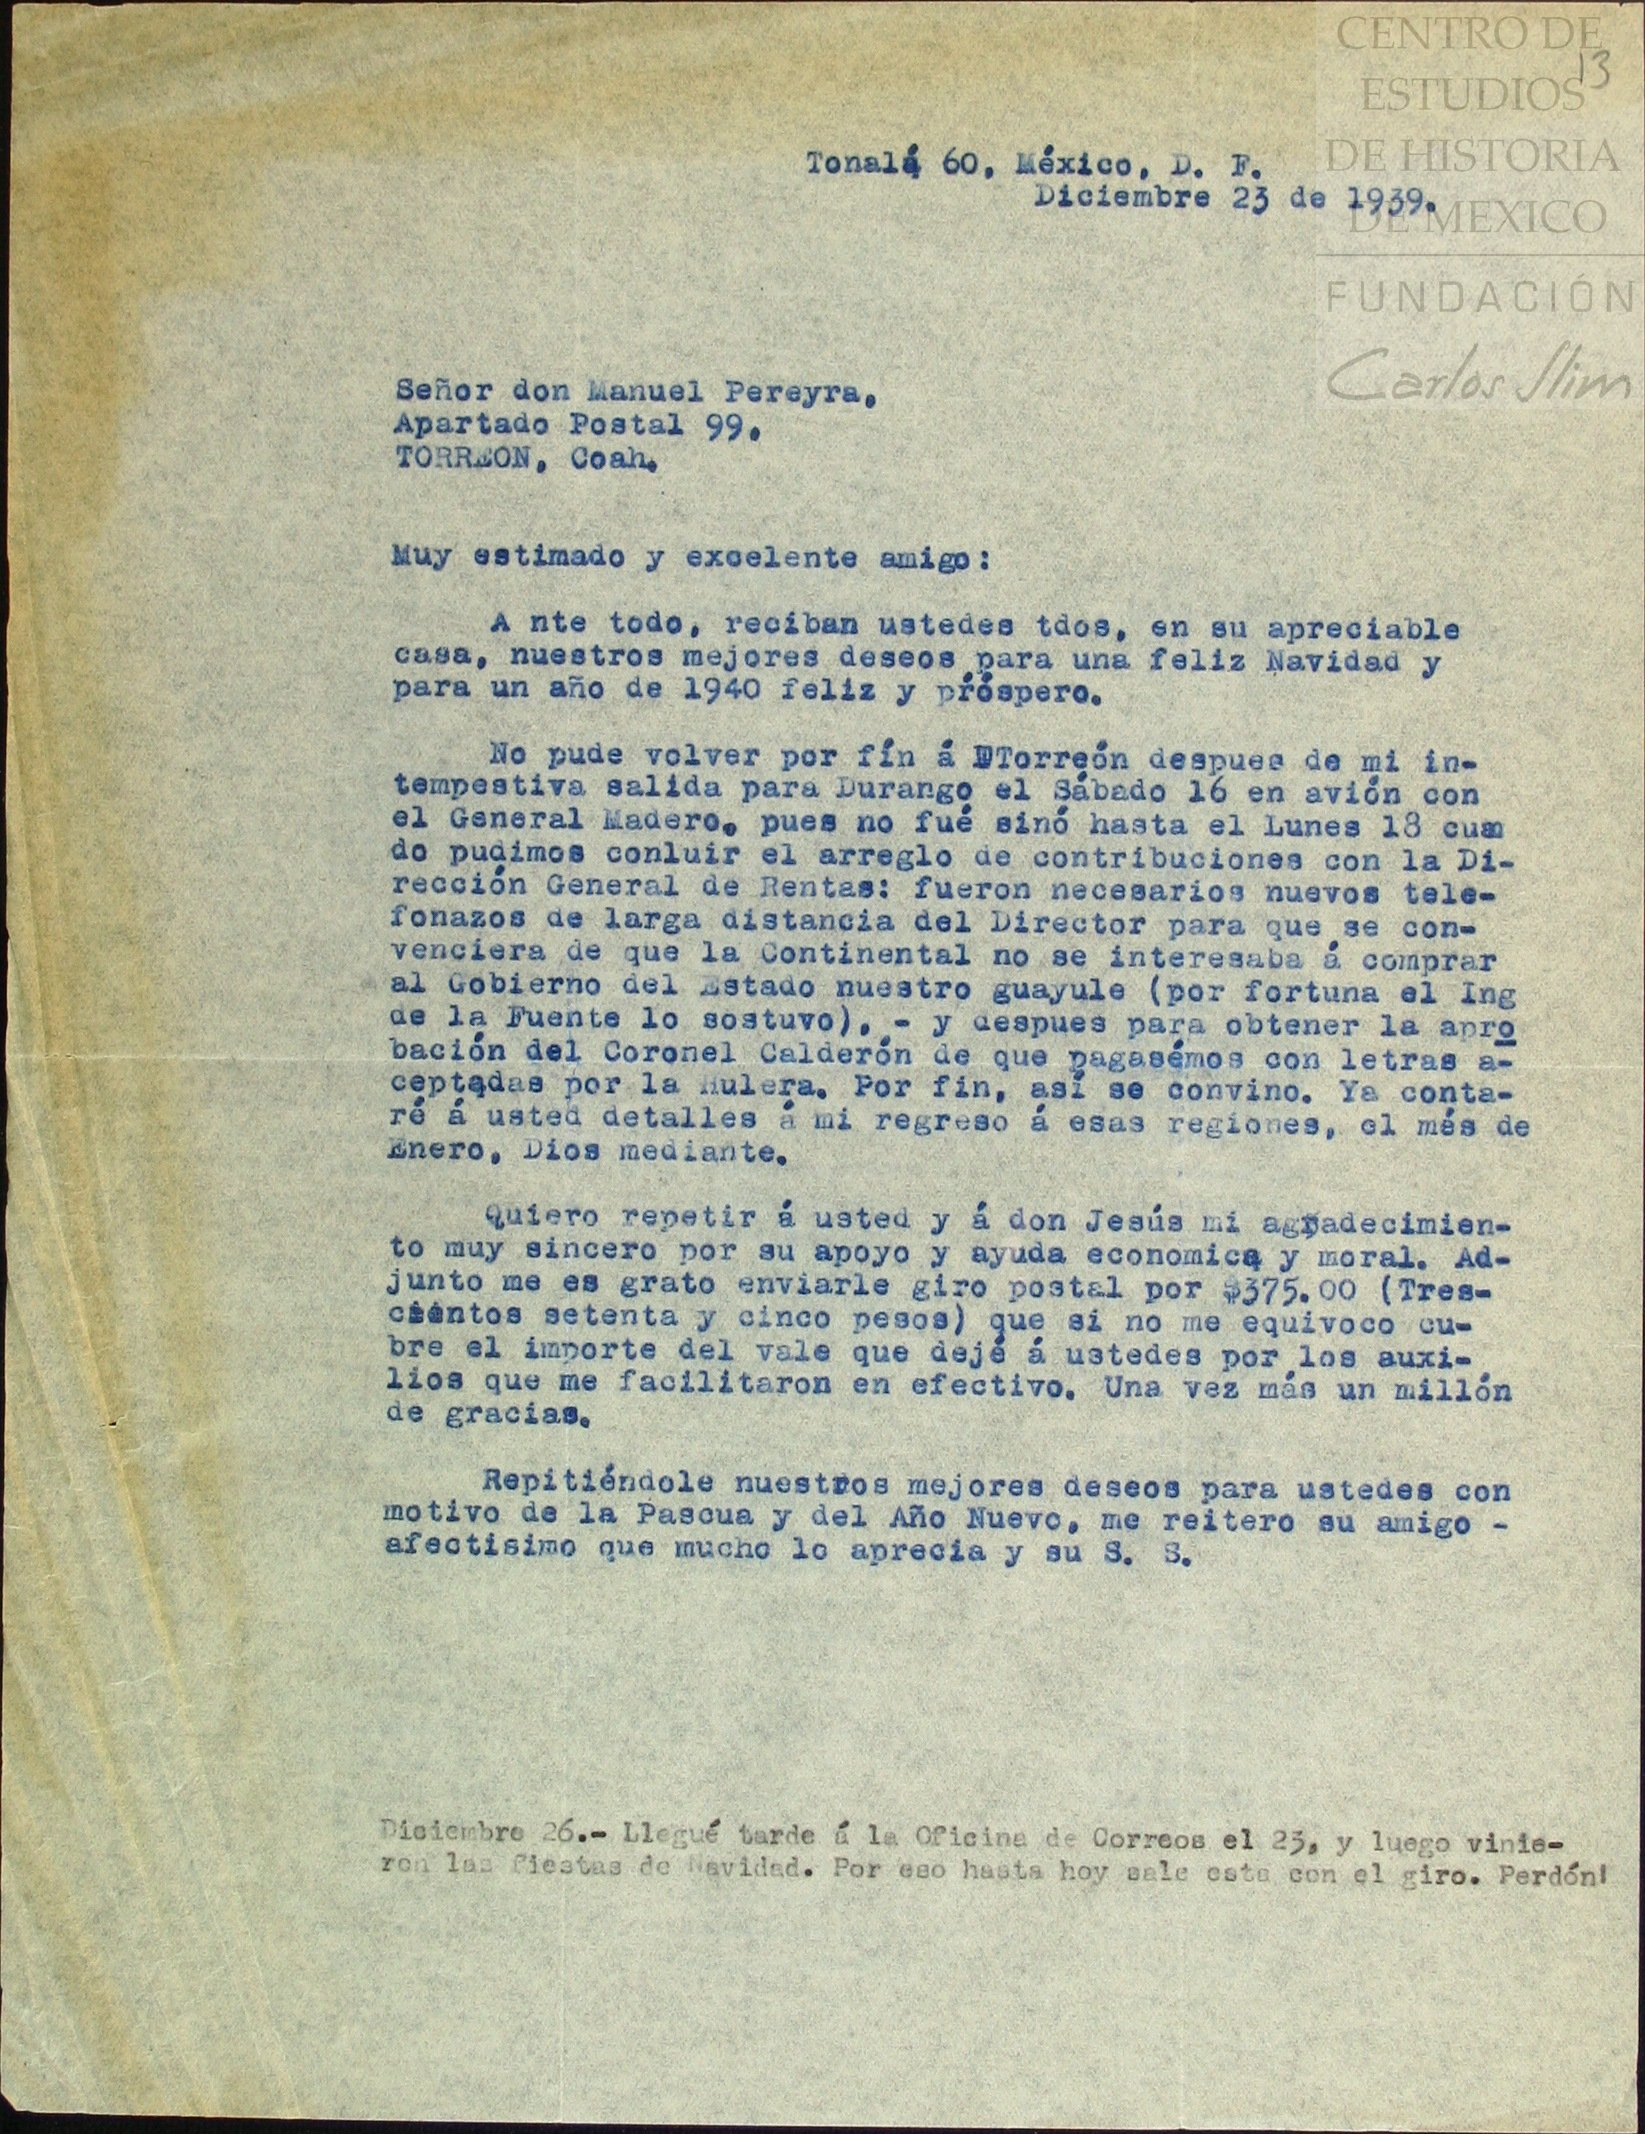 CENTRO DE
ESTUDIOS
13
DE HISTORIA
DE MEXICO
FUNDACIÓN
Carlos Slim
Tonalá 60, México, D. F.
Diciembre 23 de 1939.
Señor don Manuel Pereyra,
Apartado Postal 99,
TORREON, Coah.
Muy estimado y excelente amigo:
A nte todo, reciban ustedes tdos, en su apreciable
casa, nuestros mejores deseos para una feliz Navidad y
para un año de 1940 feliz y próspero.
No pude volver por fín á Torreón despues de mi in-
tempestiva salida para Durango el Sábado 16 en avión con
el General Madero, pues no fué sinó hasta el Lunes 18 cuan
do pudimos conluir el arreglo de contribuciones con la Di-
rección General de Rentas: fueron necesarios nuevos tele-
fonazos de larga distancia del Director para que se con-
venciera de que la Continental no se interesaba á comprar
al Gobierno del Estado nuestro guayule (por fortuna el Ing
de la Fuente lo sostuvo), - y despues para obtener la apro
bación del Coronel Calderón de que pagasémos con letras a-
ceptadas por la Hulera. Por fin, así se convino. Ya conta-
ré á usted detalles á mi regreso á esas regiones, el més de
Enero, Dios mediante.
Quiero repetir á usted y á don Jesús mi agradecimien-
to muy sincero por su apoyo y ayuda economica y moral. Ad-
junto me es grato enviarle giro postal por $375.00 (Tres-
cientos setenta y cinco pesos) que si no me equivoco cu-
bre el importe del vale que dejé á ustedes por los auxi-
lios que me facilitaron en efectivo. Una vez más un millón
de gracias.
Repitiéndole nuestros mejores deseos para ustedes con
motivo de la Pascua y del Año Nuevo, me reitero su amigo -
afectisimo que mucho lo aprecia y su S. S.
Diciembre 26.- Llegué tarde á la Oficina de Correos el 23, y luego vinie-
ron las fiestas de Navidad. Por eso hasta hoy sale esta con el giro. Perdón!